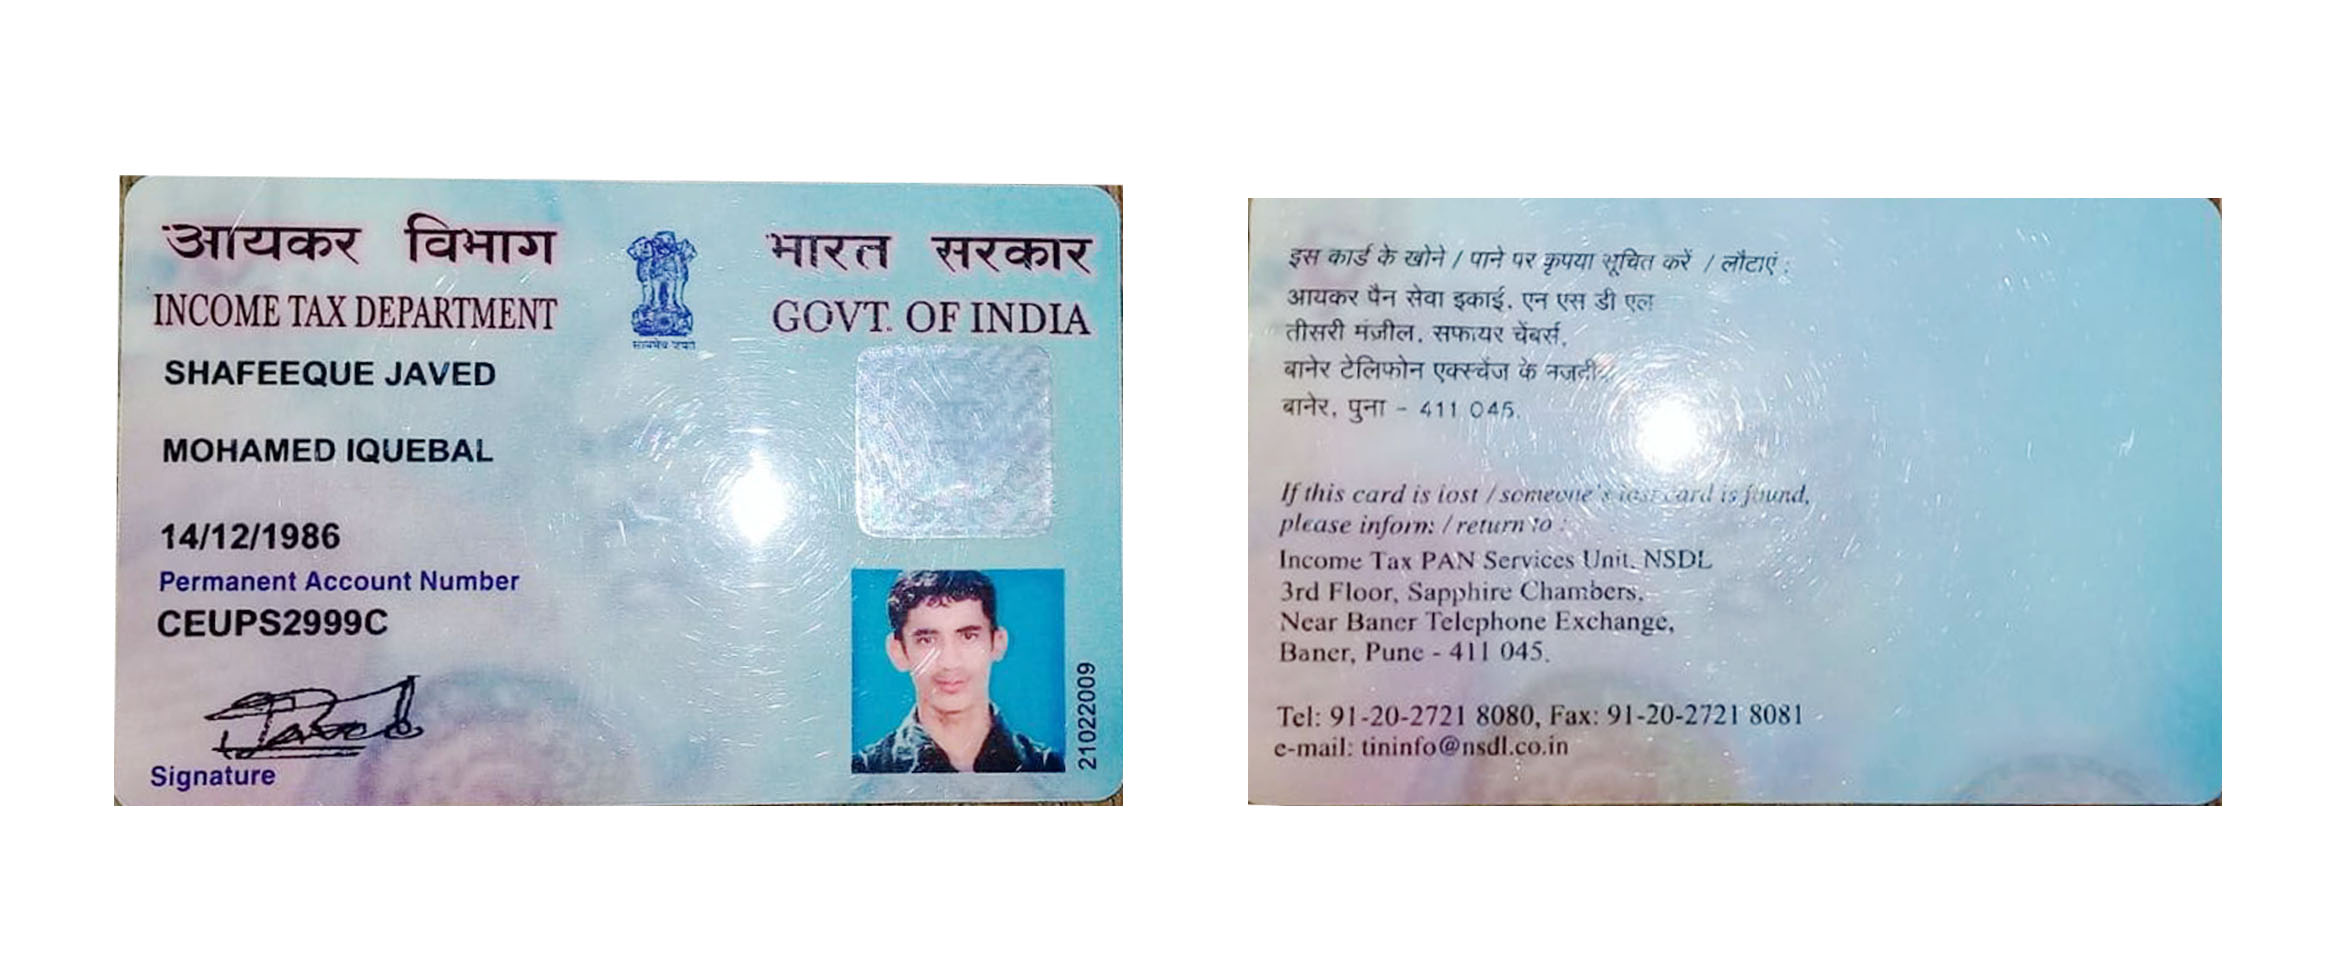 आयकर विभाग
INCOME TAX DEPARTMENT
भारत सरकार
GOVT. OF INDIA
सत्यमेव जयते
SHAFEEQUE JAVED
MOHAMED IQUEBAL
14/12/1986
Permanent Account Number
CEUPS2999C
Javed
Signature
21022009
इस कार्ड के खोने / पाने पर कृपया सूचित करें / लौटाएं :
आयकर पैन सेवा इकाई, एन एस डी एल
तीसरी मंज़ील, सफायर चेंबर्स,
बानेर टेलिफोन एक्स्चेंज के नजदीक
बानेर, पुना - 411 045.
If this card is lost / someone's lost card is found,
please inform / return to :
Income Tax PAN Services Unit, NSDL
3rd Floor, Sapphire Chambers,
Near Baner Telephone Exchange,
Baner, Pune - 411 045.
Tel: 91-20-2721 8080, Fax: 91-20-2721 8081
e-mail: tininfo@nsdl.co.in